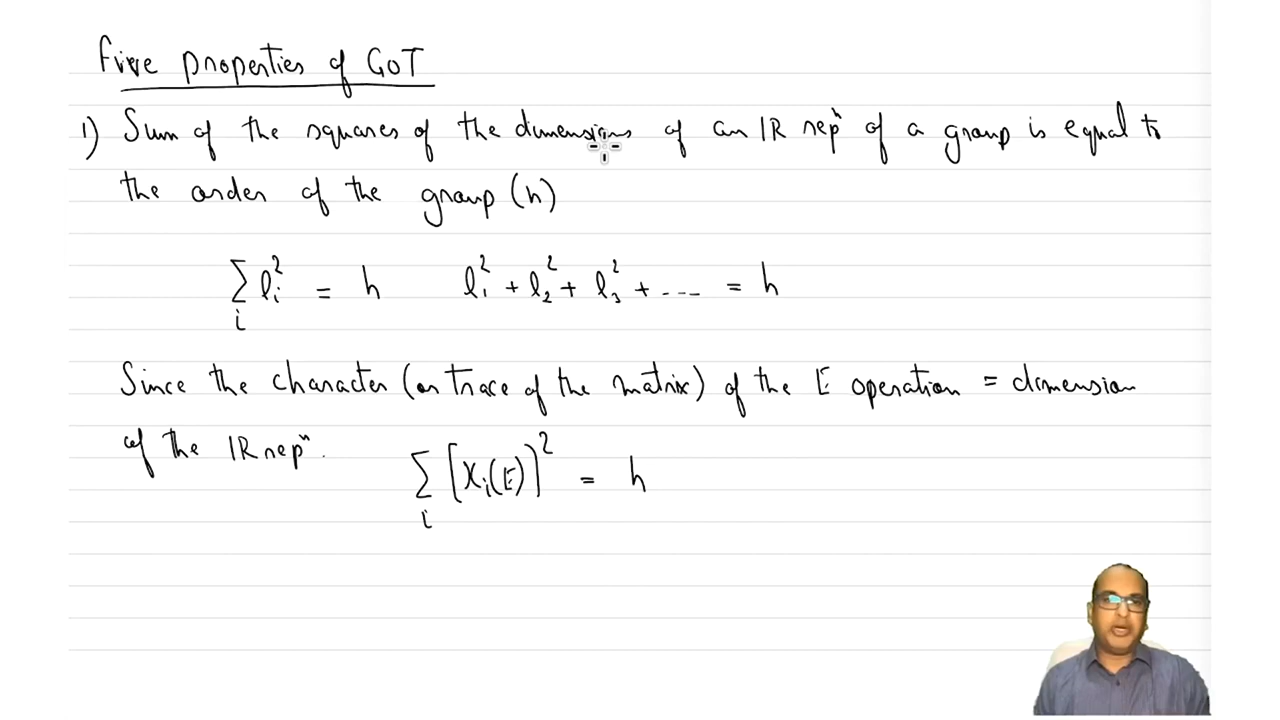 Five properties of GOT
1) Sum of the squares of the dimensions of an IR repⁿ of a group is equal to
the order of the group (h)
∑ᵢ lᵢ² = h    l₁² + l₂² + l₃² + ---- = h
Since the character (or trace of the matrix) of the E operation = dimension
of the IR repⁿ.
∑ᵢ [χᵢ(E)]² = h